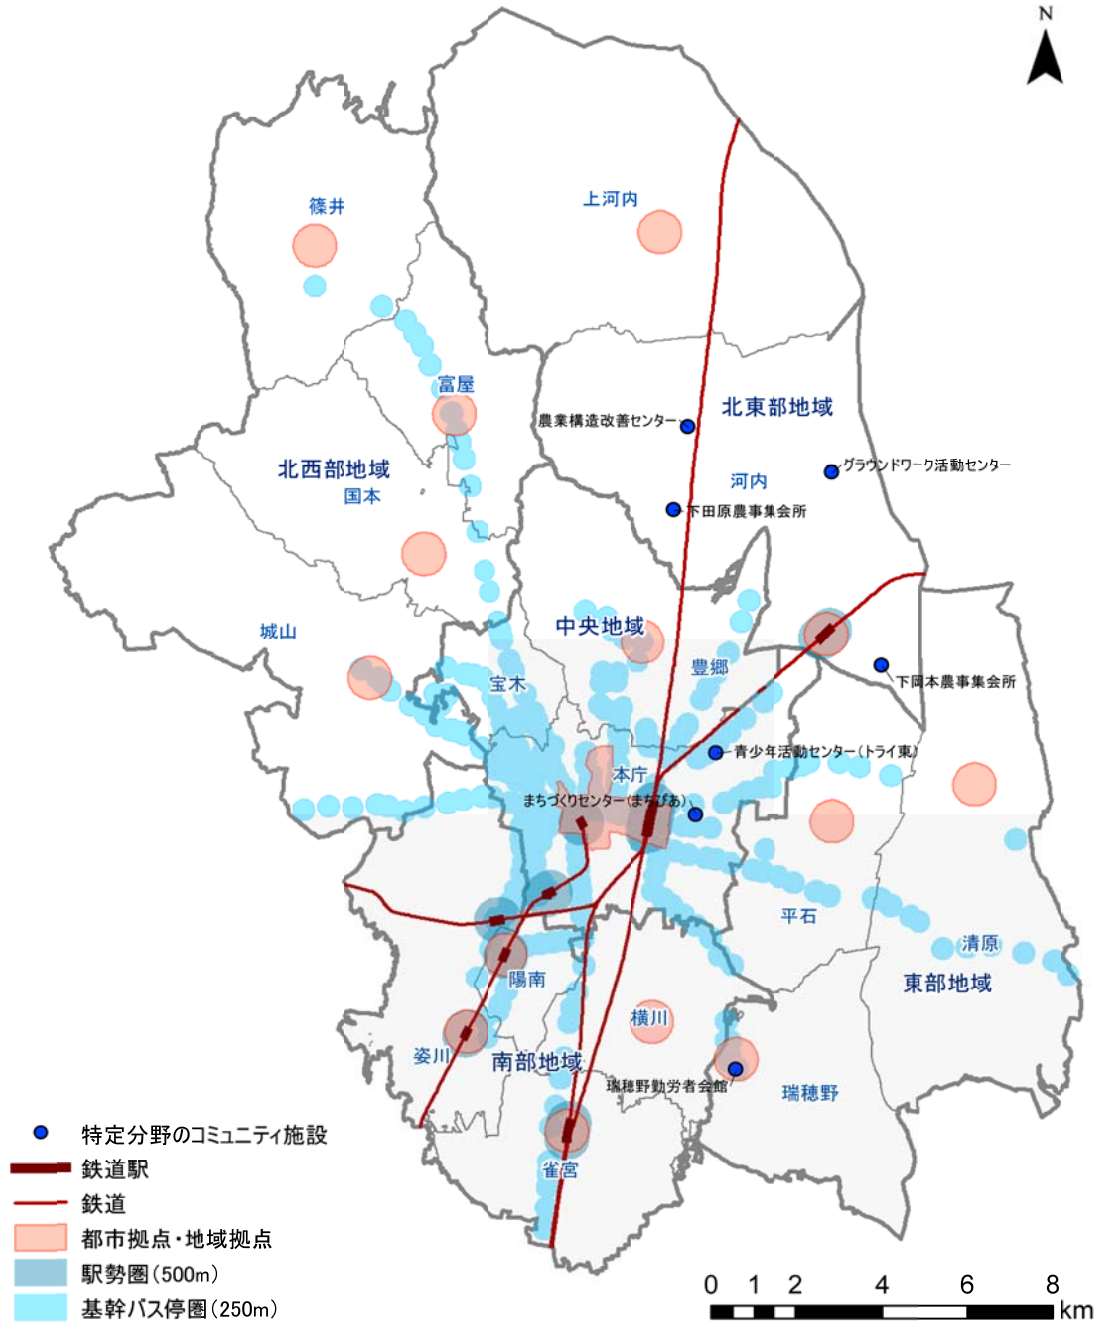 N
上河内
篠井
富屋
北東部地域
農業構造改善センター
北西部地域
グラウンドワーク活動センター
国本
河内
下田原農事集会所
中央地域
城山
豊郷
宝木
下岡本農事集会所
青少年活動センター(トライ東)
本庁
まちづくりセンター(まちぴあ)
平石
清原
陽南
東部地域
横川
姿川
南部地域
瑞穂野勤労者会館
瑞穂野
雀宮
特定分野のコミュニティ施設
鉄道駅
鉄道
都市拠点・地域拠点
駅勢圏(500m)
基幹バス停圏(250m)
0 1 2 4 6 8
km